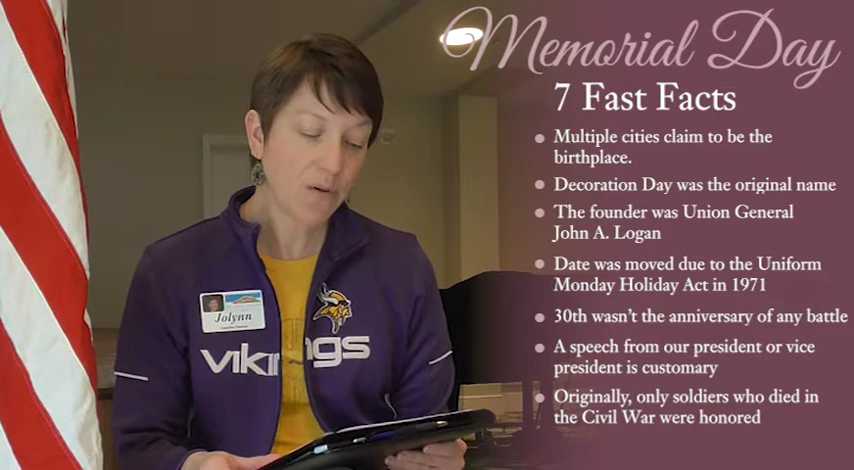 Memorial Day
7 Fast Facts
Multiple cities claim to be the
birthplace.
Decoration Day was the original name
The founder was Union General
John A. Logan
Date was moved due to the Uniform
Monday Holiday Act in 1971
30th wasn't the anniversary of any battle
A speech from our president or vice
president is customary
Originally, only soldiers who died in
the Civil War were honored
Jolynn